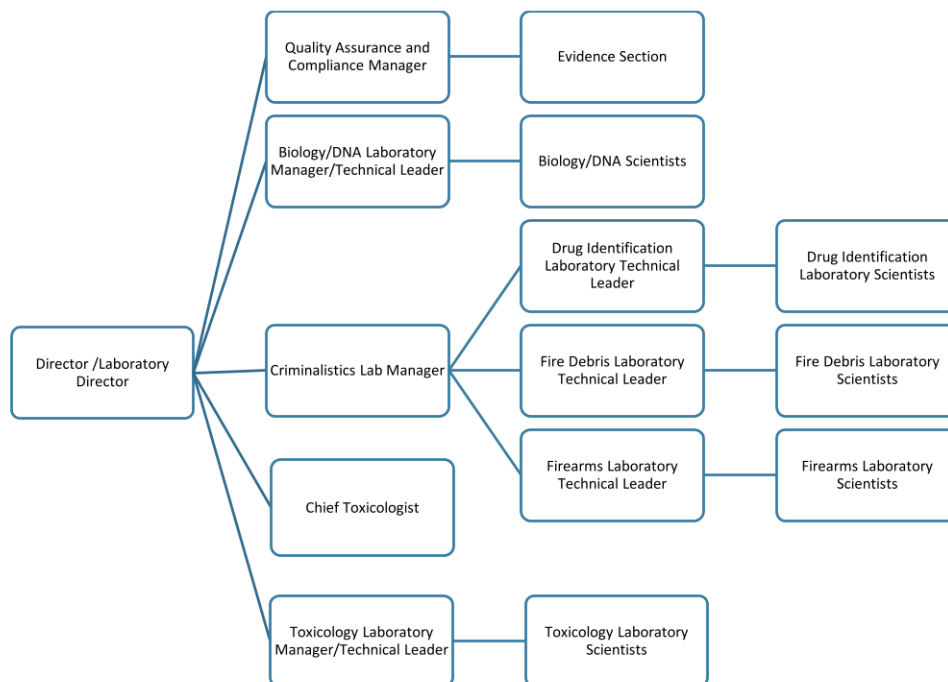 Quality Assurance and
Compliance Manager
Evidence Section
Biology/DNA Laboratory
Manager/Technical Leader
Biology/DNA Scientists
Drug Identification
Laboratory Technical
Leader
Drug Identification
Laboratory Scientists
Director /Laboratory
Director
Criminalistics Lab Manager
Fire Debris Laboratory
Technical Leader
Fire Debris Laboratory
Scientists
Firearms Laboratory
Technical Leader
Firearms Laboratory
Scientists
Chief Toxicologist
Toxicology Laboratory
Manager/Technical Leader
Toxicology Laboratory
Scientists